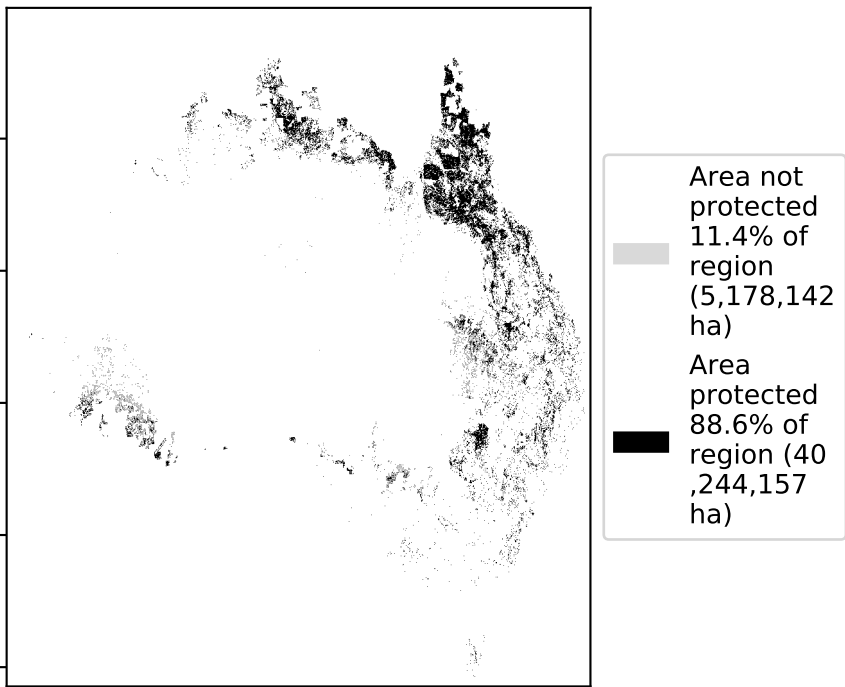 Area not
protected
11.4% of
region
(5,178,142
ha)
Area
protected
88.6% of
region (40
,244,157
ha)